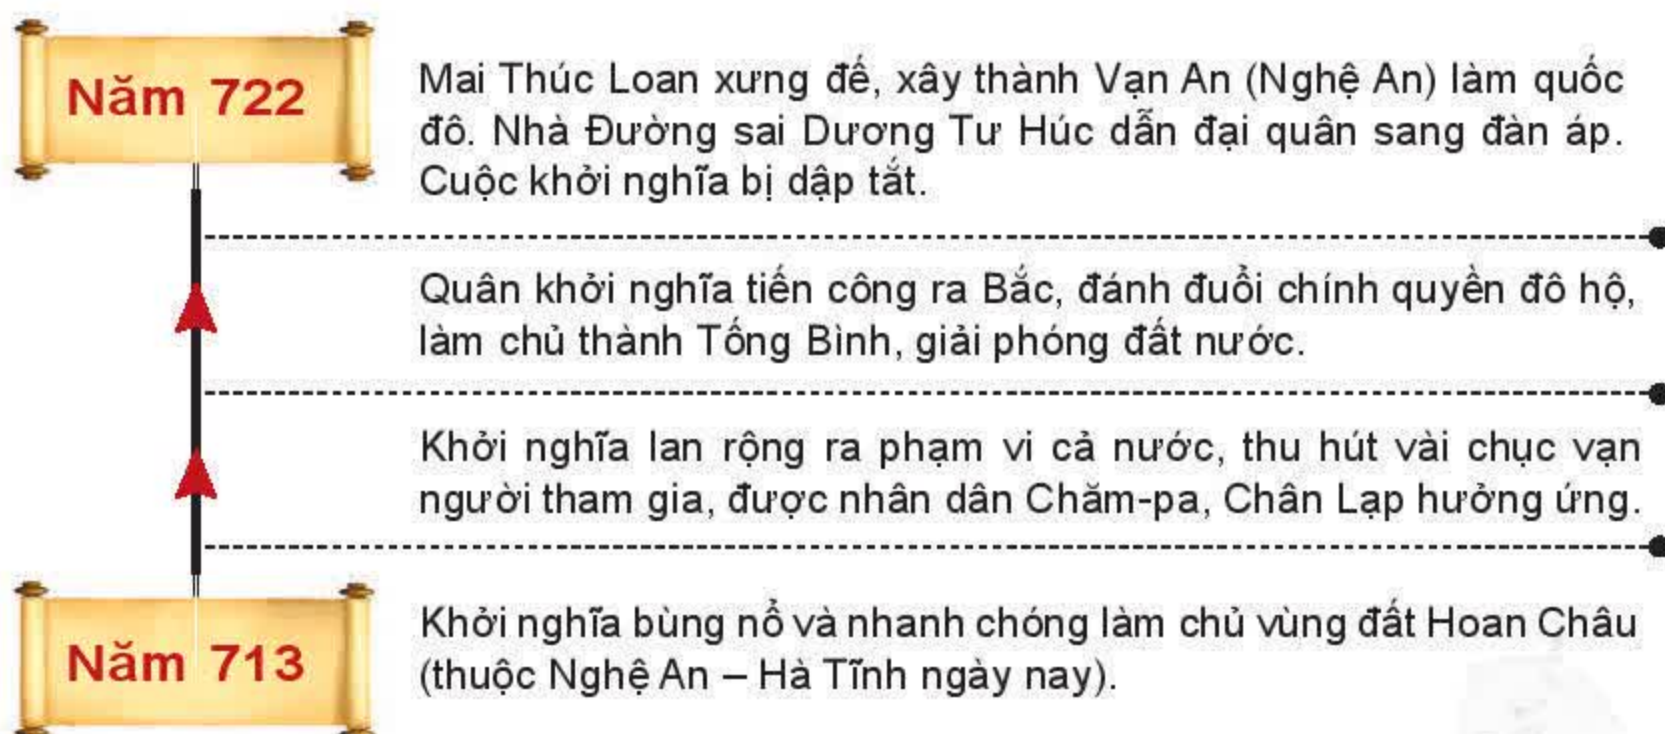 Năm 722
Mai Thúc Loan xưng đế, xây thành Vạn An (Nghệ An) làm quốc
đô. Nhà Đường sai Dương Tư Húc dẫn đại quân sang đàn áp.
Cuộc khởi nghĩa bị dập tắt.
Quân khởi nghĩa tiến công ra Bắc, đánh đuổi chính quyền đô hộ,
làm chủ thành Tống Bình, giải phóng đất nước.
Khởi nghĩa lan rộng ra phạm vi cả nước, thu hút vài chục vạn
người tham gia, được nhân dân Chăm-pa, Chân Lạp hưởng ứng.
Năm 713
Khởi nghĩa bùng nổ và nhanh chóng làm chủ vùng đất Hoan Châu
(thuộc Nghệ An – Hà Tĩnh ngày nay).